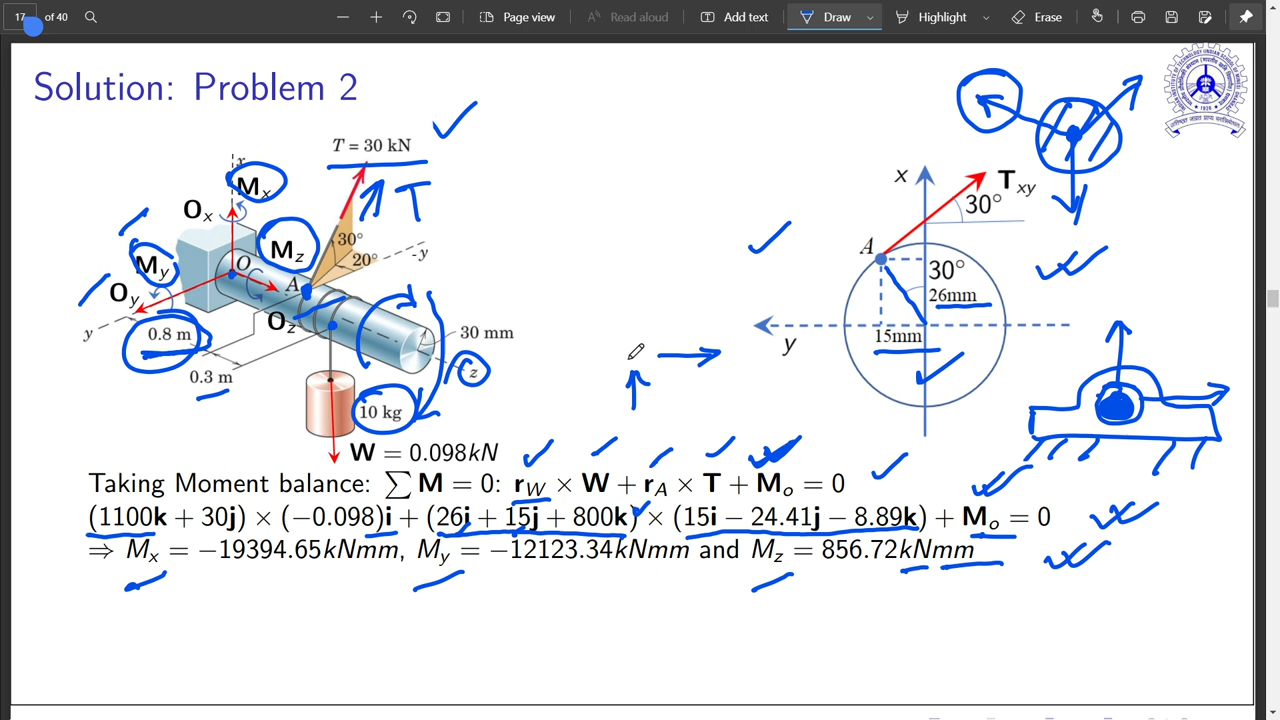 17 of 40 Page view Read aloud Add text Draw Highlight Erase
Solution: Problem 2
T = 30 kN
T
x
M_x
O_x
M_z
30°
20°
-y
M_y
O
A
O_y
O_z
y
0.8 m
0.3 m
30 mm
z
10 kg
W = 0.098kN
x
T_xy
30°
A
30°
26mm
15mm
y
Taking Moment balance: ∑ M = 0: r_W × W + r_A × T + M_o = 0
(1100k + 30j) × (−0.098)i + (26i + 15j + 800k) × (15i − 24.41j − 8.89k) + M_o = 0
⇒ M_x = −19394.65kNmm, M_y = −12123.34kNmm and M_z = 856.72kNmm